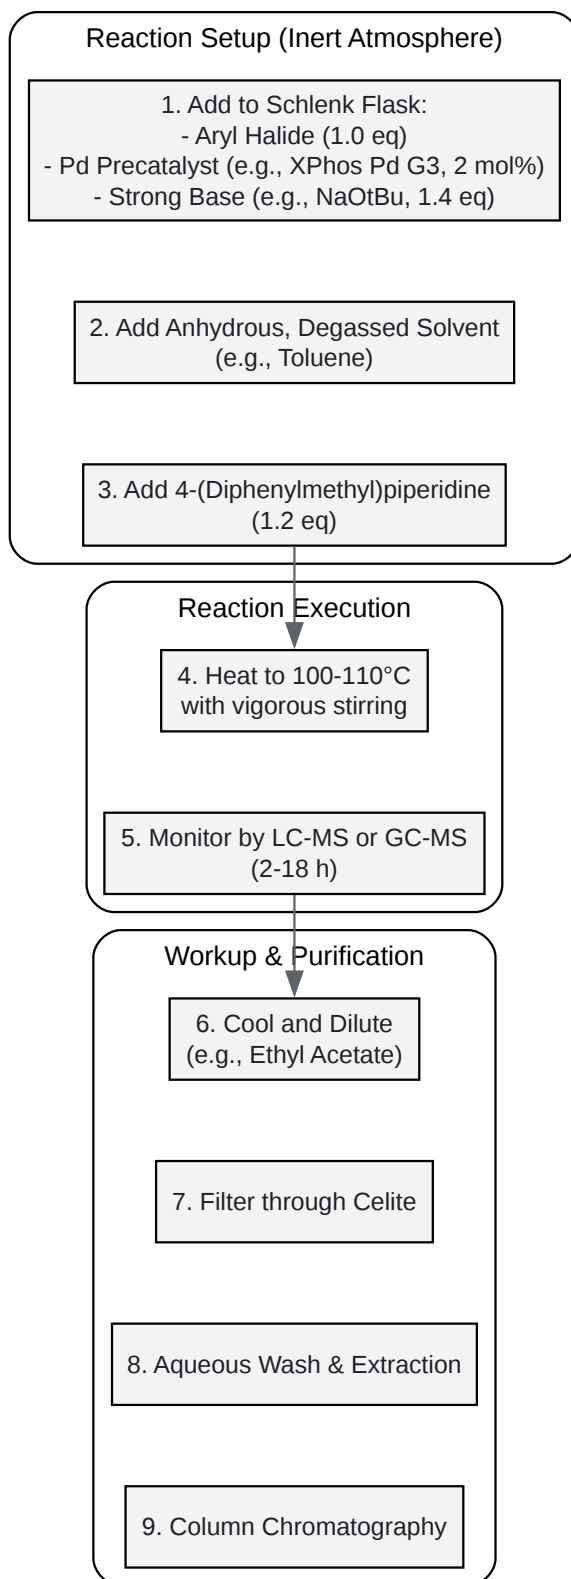 Reaction Setup (Inert Atmosphere)
1. Add to Schlenk Flask:
- Aryl Halide (1.0 eq)
- Pd Precatalyst (e.g., XPhos Pd G3, 2 mol%)
- Strong Base (e.g., NaOtBu, 1.4 eq)
2. Add Anhydrous, Degassed Solvent
(e.g., Toluene)
3. Add 4-(Diphenylmethyl)piperidine
(1.2 eq)
Reaction Execution
4. Heat to 100-110°C
with vigorous stirring
5. Monitor by LC-MS or GC-MS
(2-18 h)
Workup & Purification
6. Cool and Dilute
(e.g., Ethyl Acetate)
7. Filter through Celite
8. Aqueous Wash & Extraction
9. Column Chromatography